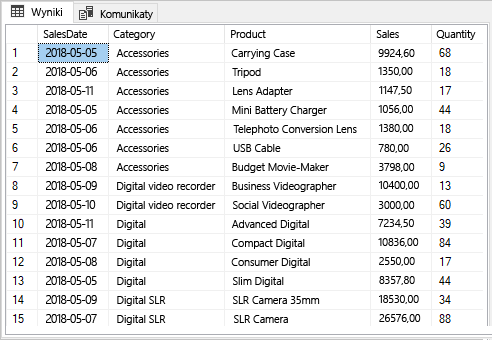 Wyniki Komunikaty
SalesDate Category Product Sales Quantity
1 2018-05-05 Accessories Carrying Case 9924,60 68
2 2018-05-06 Accessories Tripod 1350,00 18
3 2018-05-11 Accessories Lens Adapter 1147,50 17
4 2018-05-05 Accessories Mini Battery Charger 1056,00 44
5 2018-05-06 Accessories Telephoto Conversion Lens 1380,00 18
6 2018-05-06 Accessories USB Cable 780,00 26
7 2018-05-08 Accessories Budget Movie-Maker 3798,00 9
8 2018-05-09 Digital video recorder Business Videographer 10400,00 13
9 2018-05-10 Digital video recorder Social Videographer 3000,00 60
10 2018-05-11 Digital Advanced Digital 7234,50 39
11 2018-05-07 Digital Compact Digital 10836,00 84
12 2018-05-08 Digital Consumer Digital 2550,00 17
13 2018-05-05 Digital Slim Digital 8357,80 44
14 2018-05-09 Digital SLR SLR Camera 35mm 18530,00 34
15 2018-05-07 Digital SLR SLR Camera 26576,00 88